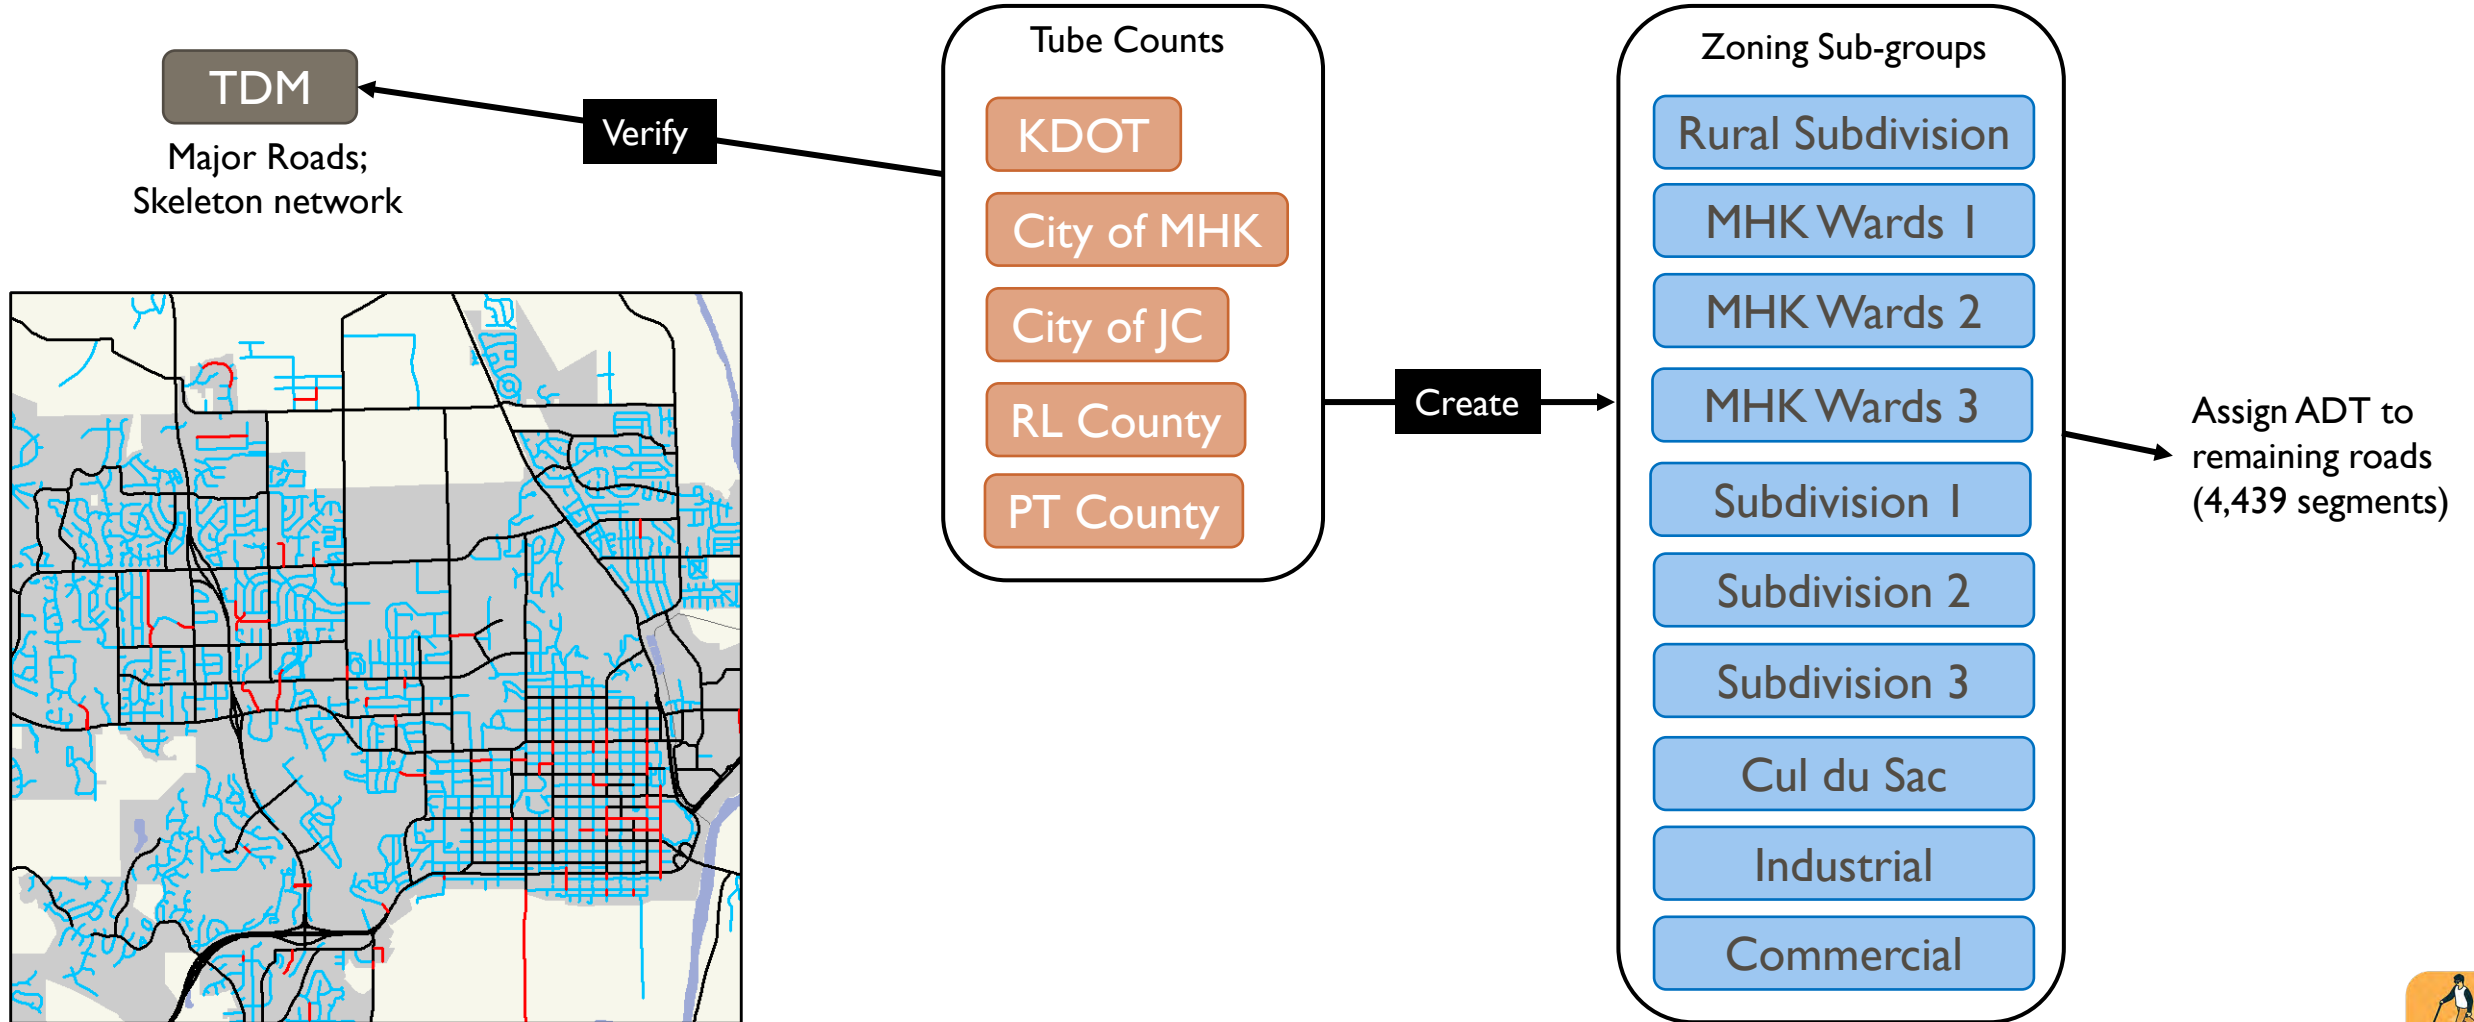 TDM
Major Roads;
Skeleton network
Verify
Tube Counts
KDOT
City of MHK
City of JC
RL County
PT County
Create
Zoning Sub-groups
Rural Subdivision
MHK Wards 1
MHK Wards 2
MHK Wards 3
Subdivision 1
Subdivision 2
Subdivision 3
Cul du Sac
Industrial
Commercial
Assign ADT to
remaining roads
(4,439 segments)